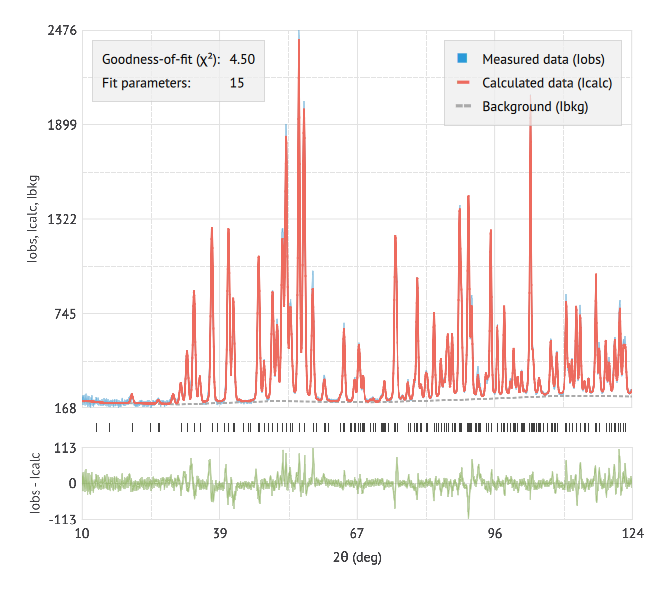 2476
1899
1322
745
168
Iobs, Icalc, Ibkg
Goodness-of-fit (χ²): 4.50
Fit parameters: 15
Measured data (Iobs)
Calculated data (Icalc)
Background (Ibkg)
113
0
-113
Iobs - Icalc
10 39 67 96 124
2θ (deg)